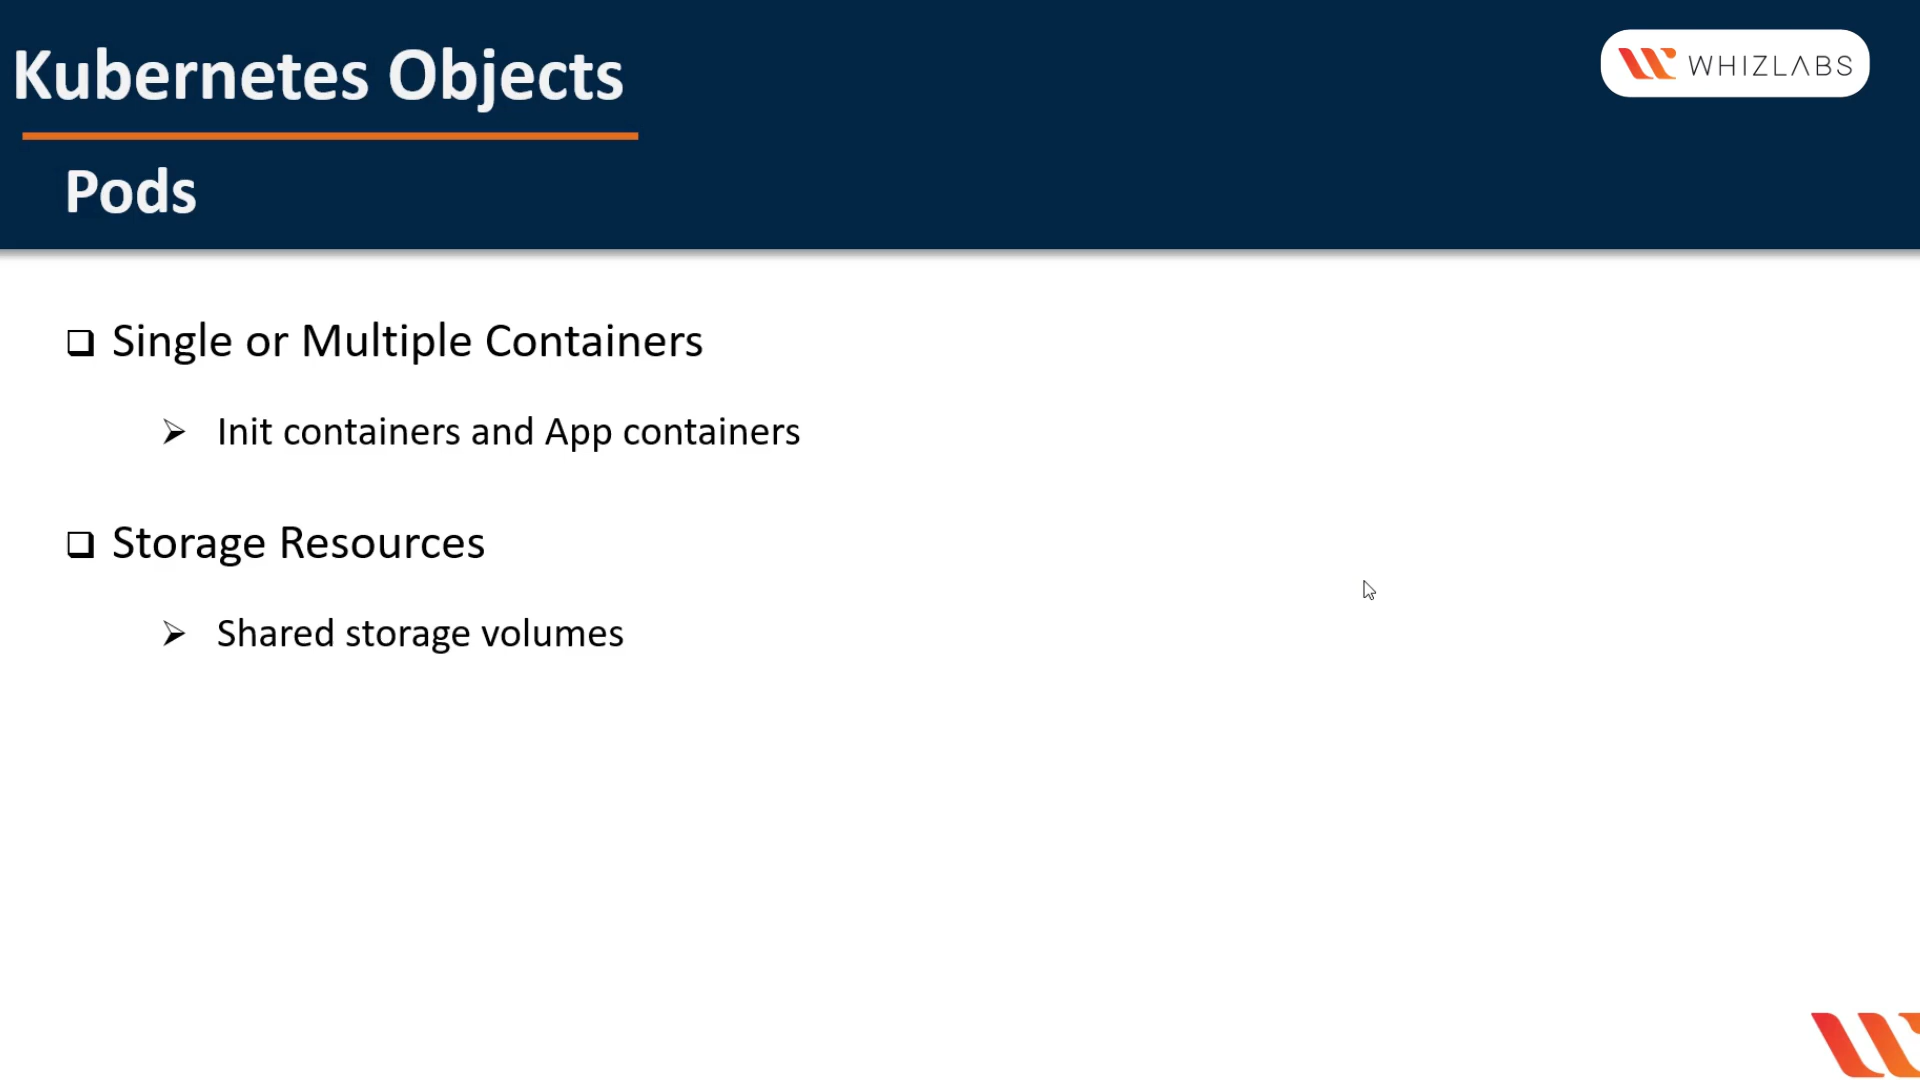 Kubernetes Objects
WHIZLABS
Pods
Single or Multiple Containers
Init containers and App containers
Storage Resources
Shared storage volumes